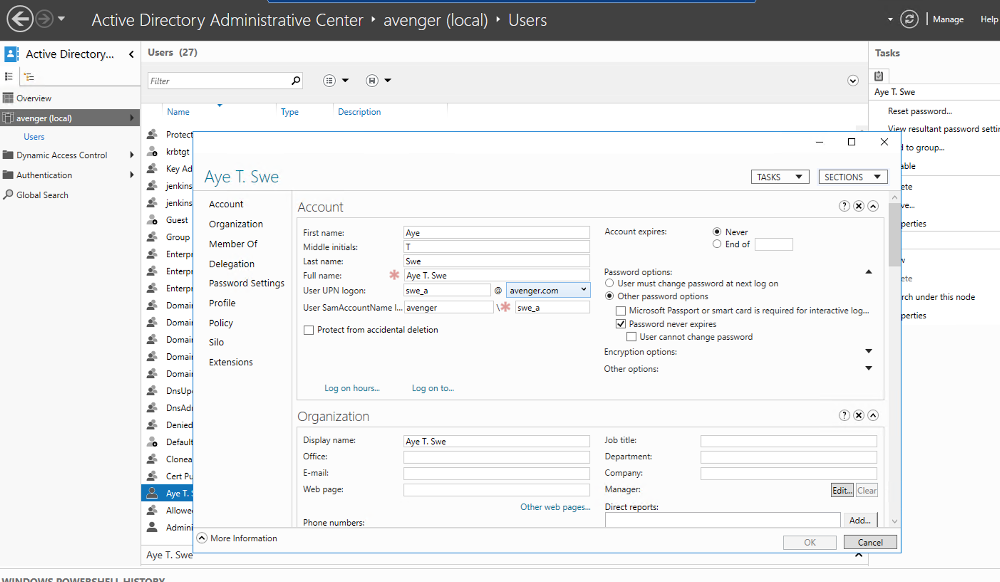 Active Directory Administrative Center ‣ avenger (local) ‣ Users
Manage
Help
Active Directory...
Overview
avenger (local)
Users
Dynamic Access Control
Authentication
Global Search
Users (27)
Filter
Name
Type
Description
Protect
krbtgt
Key Ad
jenkins
jenkins
Guest
Group
Enterpr
Enterpr
Enterpr
Domain
Domain
Domain
Domain
Domain
DnsUp
DnsAd
Denied
Default
Clonea
Cert Pu
Aye T.
Allowe
Admini
Aye T. Swe
WINDOWS POWERSHELL HISTORY
Aye T. Swe
TASKS
SECTIONS
Account
Organization
Member Of
Delegation
Password Settings
Profile
Policy
Silo
Extensions
Account
First name: Aye
Middle initials: T
Last name: Swe
Full name: * Aye T. Swe
User UPN logon: swe_a @ avenger.com
User SamAccountName l... avenger \* swe_a
Protect from accidental deletion
Log on hours...
Log on to...
Account expires:
Never
End of
Password options:
User must change password at next log on
Other password options
Microsoft Passport or smart card is required for interactive log...
Password never expires
User cannot change password
Encryption options:
Other options:
Organization
Display name: Aye T. Swe
Office:
E-mail:
Web page:
Other web pages...
Phone numbers:
Job title:
Department:
Company:
Manager:
Edit...
Clear
Direct reports:
Add...
More Information
OK
Cancel
Tasks
Aye T. Swe
Reset password...
View resultant password settin
to group...
able
ete
ve...
perties
w
ete
rch under this node
perties